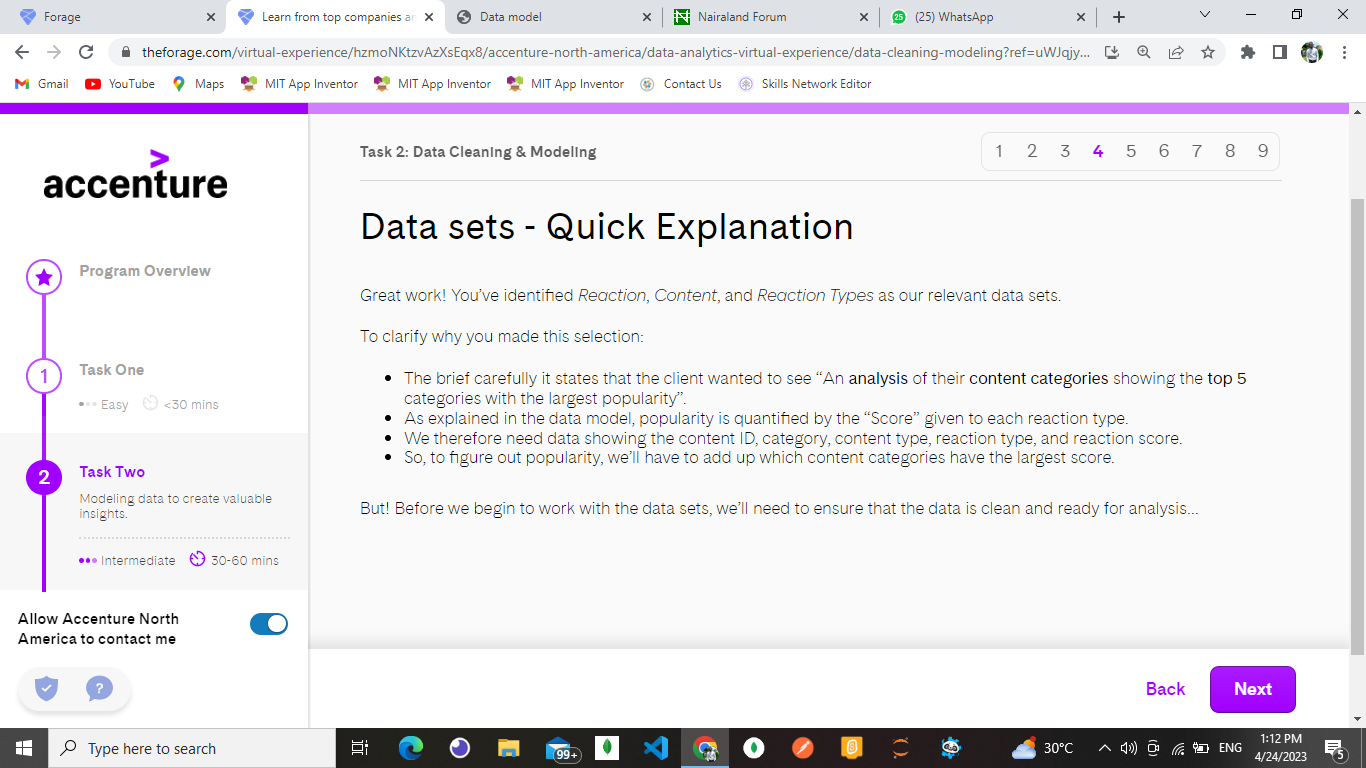 Forage
Learn from top companies an
Data model
Nairaland Forum
(25) WhatsApp
theforage.com/virtual-experience/hzmoNKtzvAzXsEqx8/accenture-north-america/data-analytics-virtual-experience/data-cleaning-modeling?ref=uWJqjy...
Gmail
YouTube
Maps
MIT App Inventor
MIT App Inventor
MIT App Inventor
Contact Us
Skills Network Editor
accenture
Program Overview
1
Task One
Easy <30 mins
2
Task Two
Modeling data to create valuable
insights.
Intermediate 30-60 mins
Allow Accenture North
America to contact me
Task 2: Data Cleaning & Modeling
1 2 3 4 5 6 7 8 9
Data sets - Quick Explanation
Great work! You’ve identified Reaction, Content, and Reaction Types as our relevant data sets.
To clarify why you made this selection:
The brief carefully it states that the client wanted to see “An analysis of their content categories showing the top 5
categories with the largest popularity”.
As explained in the data model, popularity is quantified by the “Score” given to each reaction type.
We therefore need data showing the content ID, category, content type, reaction type, and reaction score.
So, to figure out popularity, we’ll have to add up which content categories have the largest score.
But! Before we begin to work with the data sets, we’ll need to ensure that the data is clean and ready for analysis...
Back
Next
Type here to search
99+
30°C
ENG
1:12 PM
4/24/2023
5